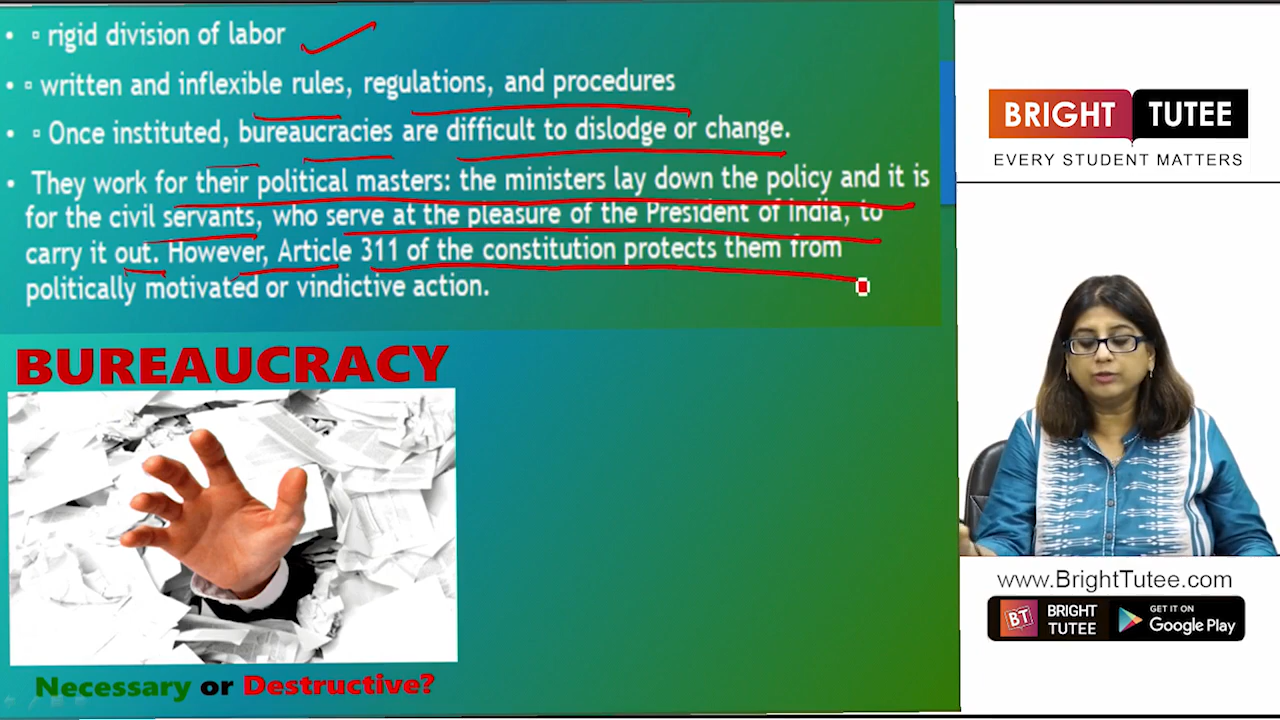 • ▫ rigid division of labor
• ▫ written and inflexible rules, regulations, and procedures
• ▫ Once instituted, bureaucracies are difficult to dislodge or change.
• They work for their political masters: the ministers lay down the policy and it is
for the civil servants, who serve at the pleasure of the President of India, to
carry it out. However, Article 311 of the constitution protects them from
politically motivated or vindictive action.
BUREAUCRACY
Necessary or Destructive?
BRIGHT TUTEE
EVERY STUDENT MATTERS
www.BrightTutee.com
BT BRIGHT TUTEE
GET IT ON
Google Play